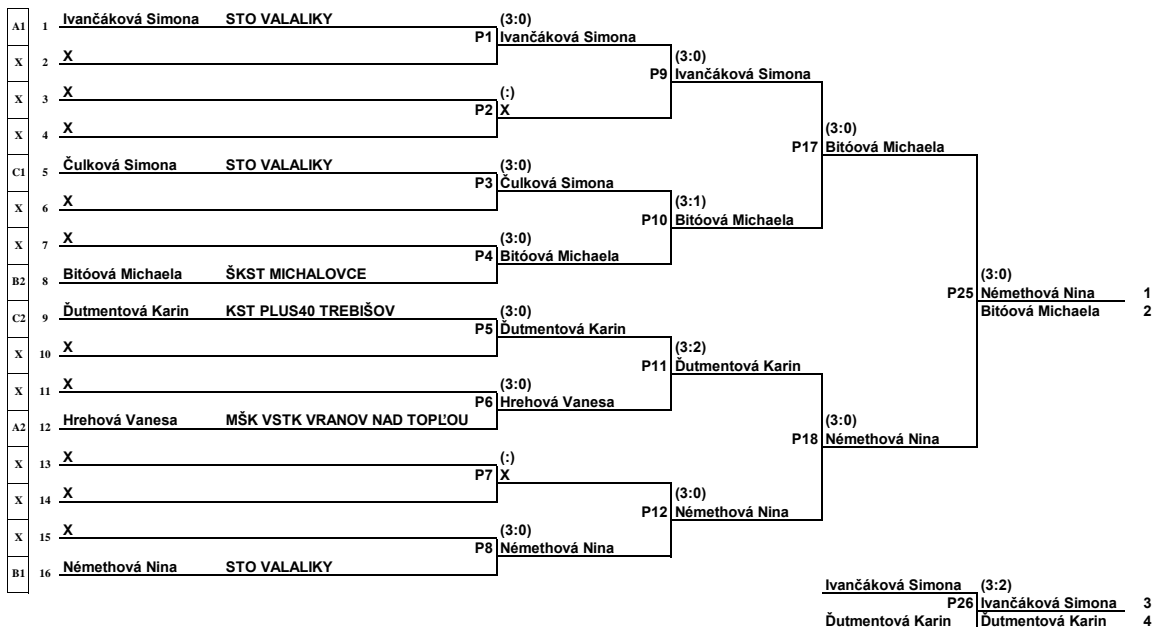 (3:0)
A1 1 Ivančáková Simona STO VALALIKY
P1 Ivančáková Simona
X 2 X
(3:0)
P9 Ivančáková Simona
X 3 X
(:)
P2 X
X 4 X
(3:0)
P17 Bitóová Michaela
C1 5 Čulková Simona STO VALALIKY
(3:0)
P3 Čulková Simona
X 6 X
(3:1)
P10 Bitóová Michaela
X 7 X
(3:0)
P4 Bitóová Michaela
B2 8 Bitóová Michaela ŠKST MICHALOVCE
(3:0)
P25 Némethová Nina 1
Bitóová Michaela 2
C2 9 Ďutmentová Karin KST PLUS40 TREBIŠOV
(3:0)
P5 Ďutmentová Karin
X 10 X
(3:2)
P11 Ďutmentová Karin
X 11 X
(3:0)
P6 Hrehová Vanesa
A2 12 Hrehová Vanesa MŠK VSTK VRANOV NAD TOPĽOU
(3:0)
P18 Némethová Nina
X 13 X
(:)
P7 X
X 14 X
(3:0)
P12 Némethová Nina
X 15 X
(3:0)
P8 Némethová Nina
B1 16 Némethová Nina STO VALALIKY
Ivančáková Simona (3:2)
P26 Ivančáková Simona 3
Ďutmentová Karin Ďutmentová Karin 4